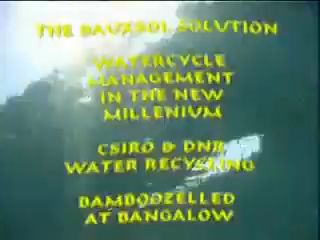 THE BAUXSOL SOLUTION
WATERCYCLE
MANAGEMENT
IN THE NEW
MILLENIUM
CSIRO & DNR
WATER RECYCLING
BAMBOOZELLED
AT BANGALOW